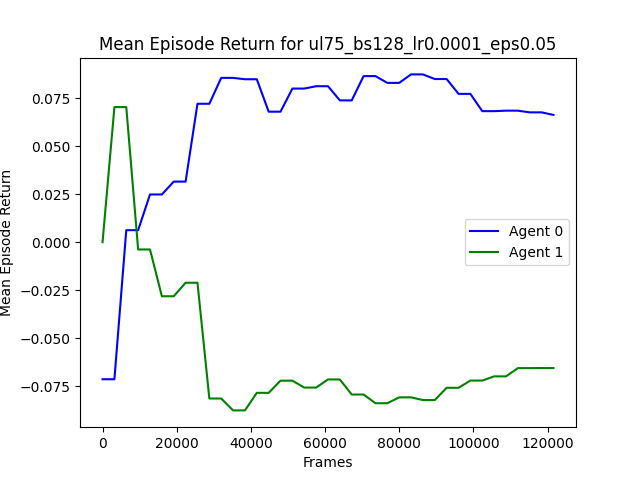 Mean Episode Return for ul75_bs128_lr0.0001_eps0.05
Mean Episode Return
0.075
0.050
0.025
0.000
−0.025
−0.050
−0.075
Agent 0
Agent 1
0 20000 40000 60000 80000 100000 120000
Frames